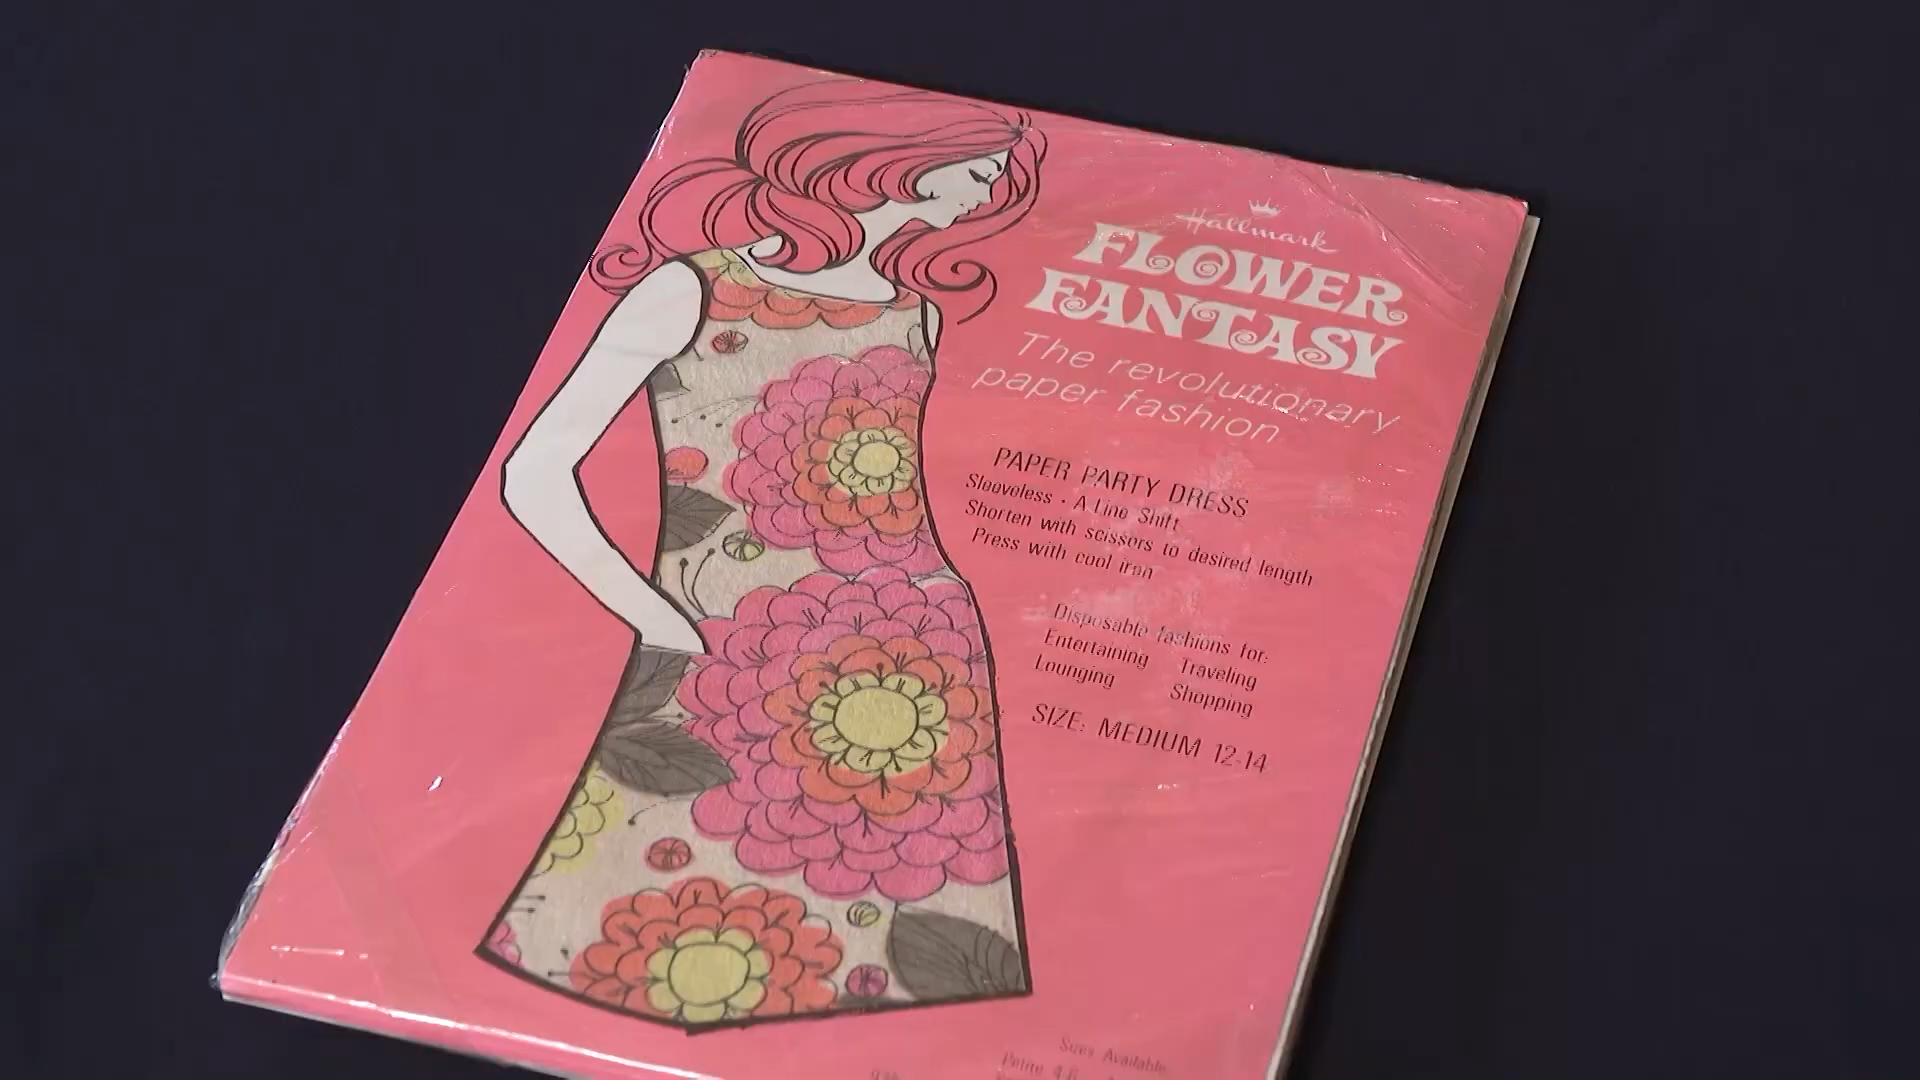 Hallmark
FLOWER
FANTASY
The revolutionary
paper fashion
PAPER PARTY DRESS
Sleeveless · A-Line Shift
Shorten with scissors to desired length
Press with cool iron
Disposable fashions for:
Entertaining Traveling
Lounging Shopping
SIZE: MEDIUM 12-14
Sizes Available
Petite